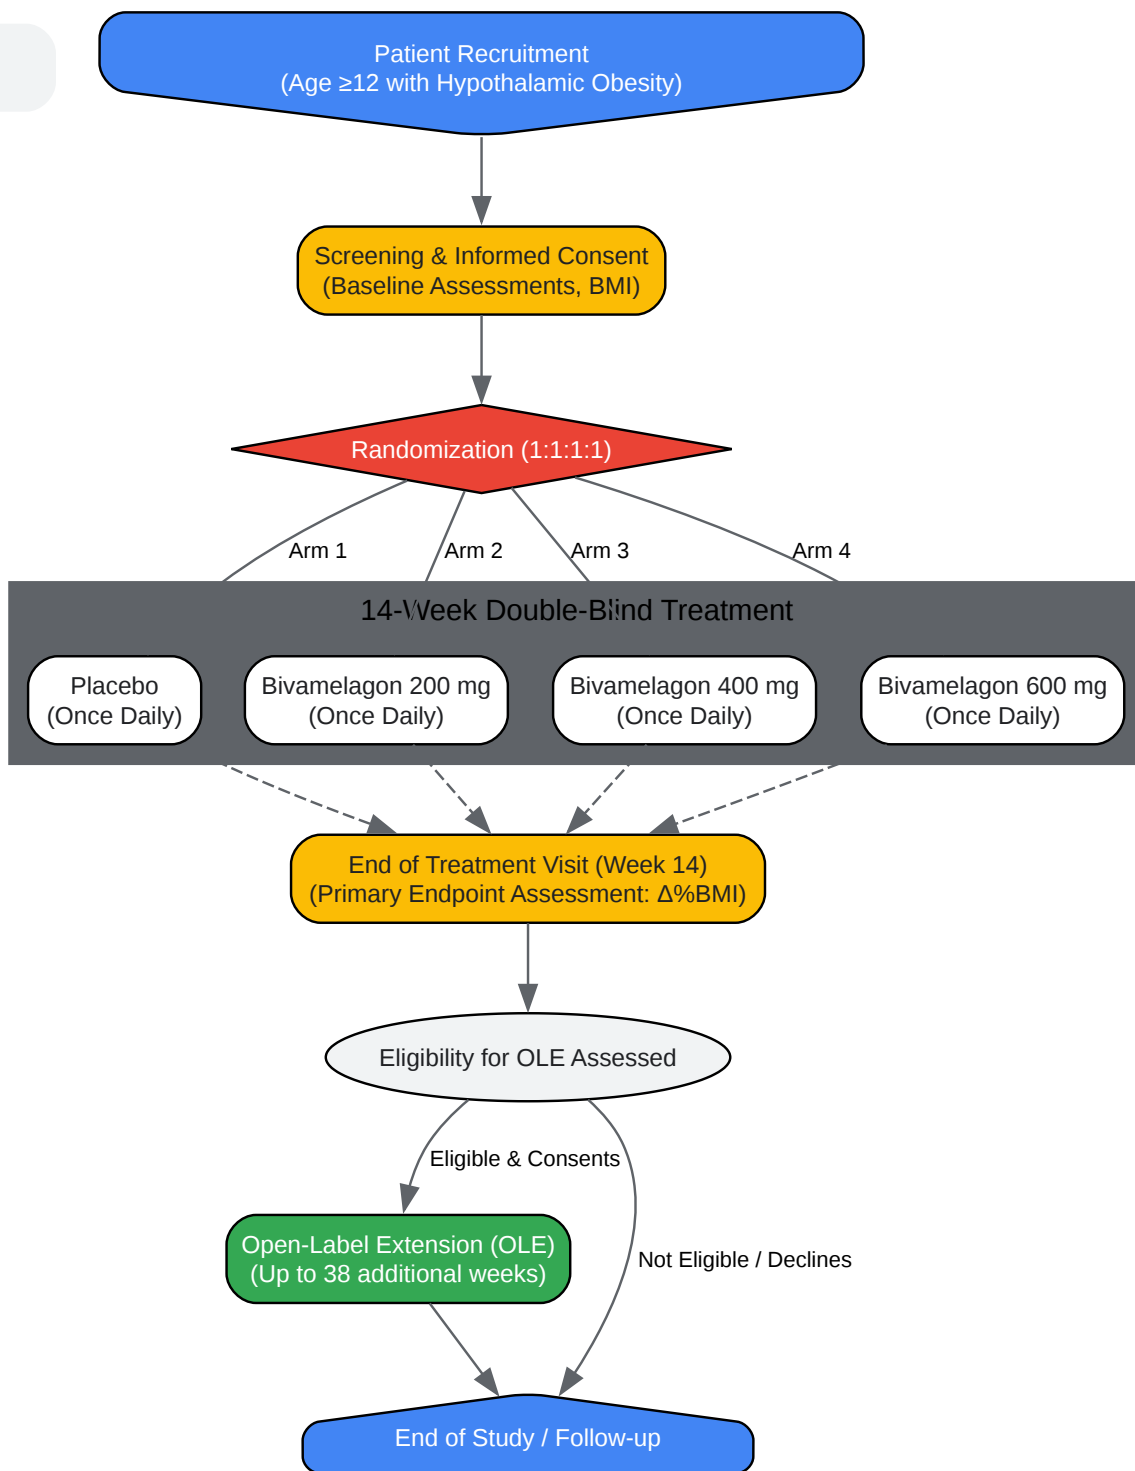 Patient Recruitment
(Age ≥12 with Hypothalamic Obesity)
Screening & Informed Consent
(Baseline Assessments, BMI)
Randomization (1:1:1:1)
Arm 1
Arm 2
Arm 3
Arm 4
14-Week Double-Blind Treatment
Placebo
(Once Daily)
Bivamelagon 200 mg
(Once Daily)
Bivamelagon 400 mg
(Once Daily)
Bivamelagon 600 mg
(Once Daily)
End of Treatment Visit (Week 14)
(Primary Endpoint Assessment: Δ%BMI)
Eligibility for OLE Assessed
Eligible & Consents
Open-Label Extension (OLE)
(Up to 38 additional weeks)
Not Eligible / Declines
End of Study / Follow-up